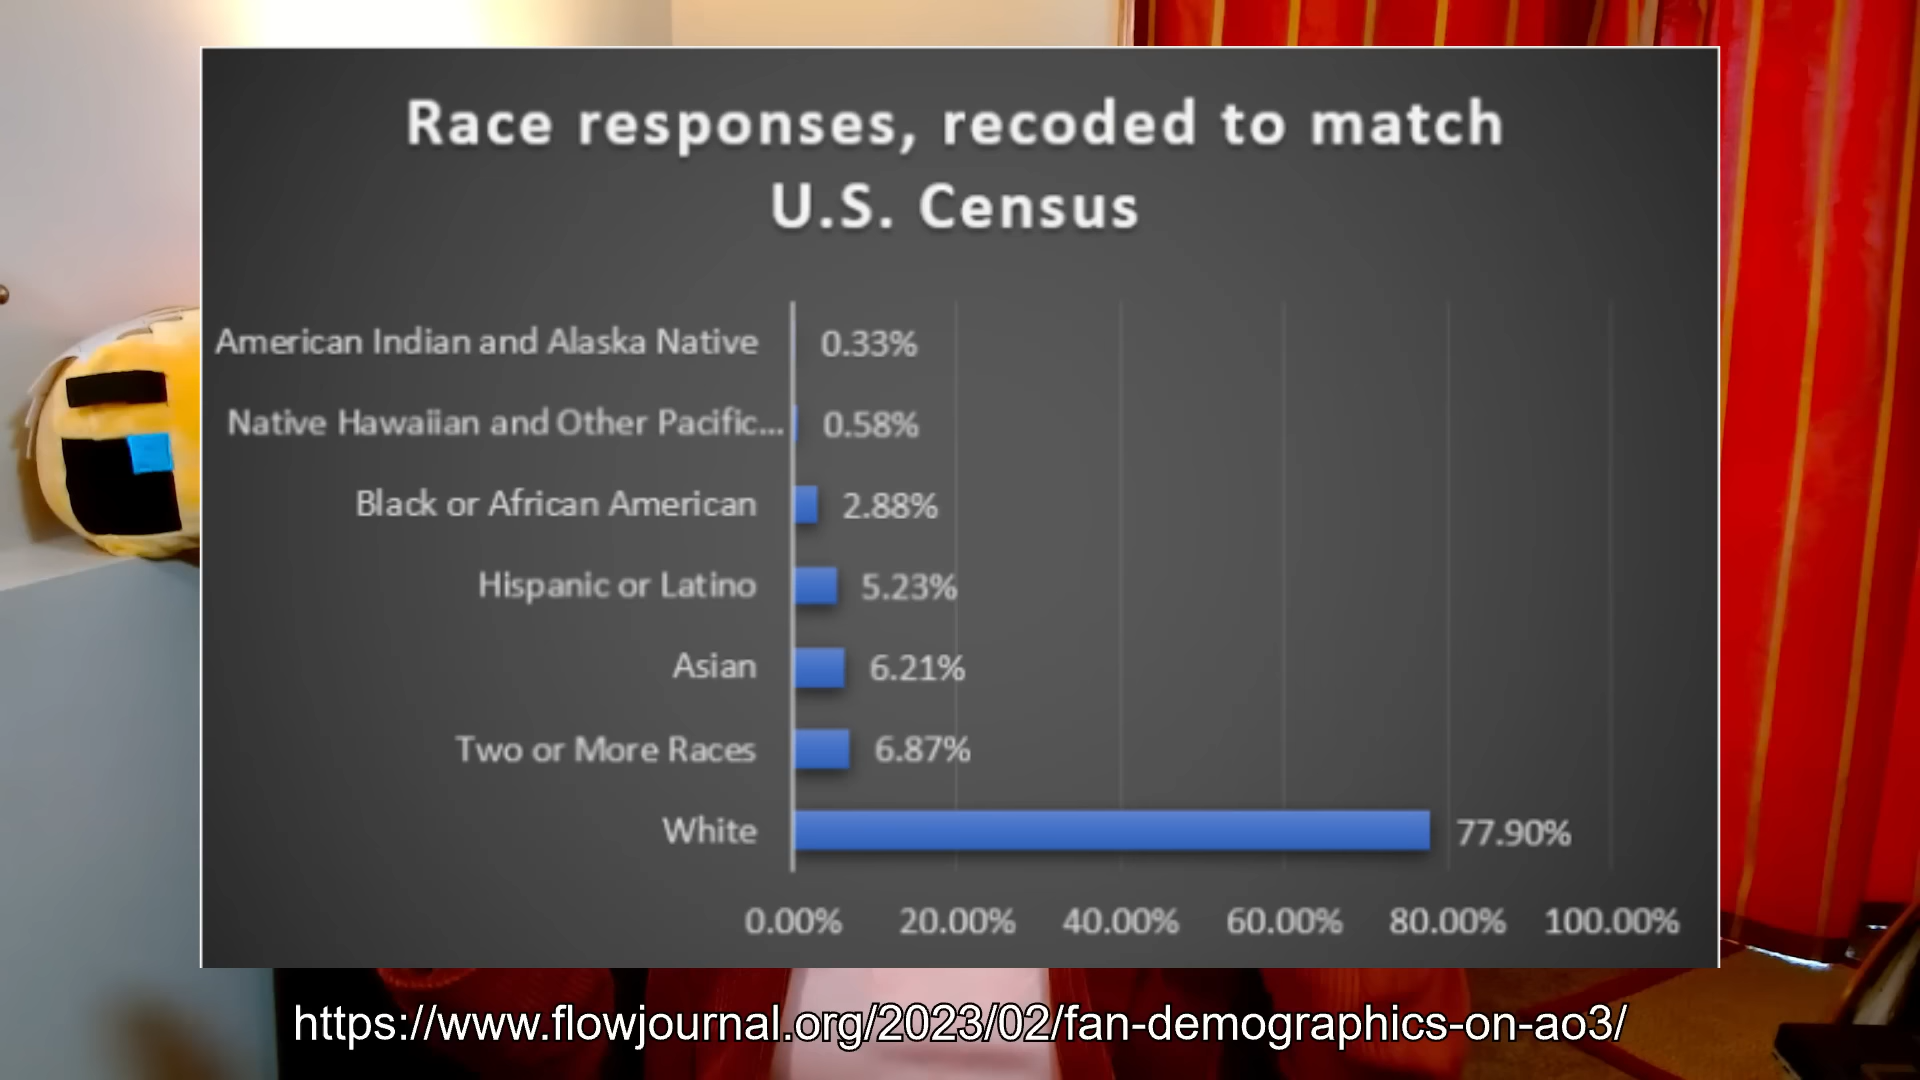 Race responses, recoded to match
U.S. Census
American Indian and Alaska Native 0.33%
Native Hawaiian and Other Pacific... 0.58%
Black or African American 2.88%
Hispanic or Latino 5.23%
Asian 6.21%
Two or More Races 6.87%
White 77.90%
0.00% 20.00% 40.00% 60.00% 80.00% 100.00%
https://www.flowjournal.org/2023/02/fan-demographics-on-ao3/